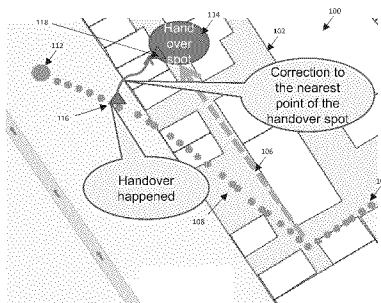 118
Hand
over
spot
114
102
100
112
Correction to
the nearest
point of the
handover spot
116
106
Handover
happened
108